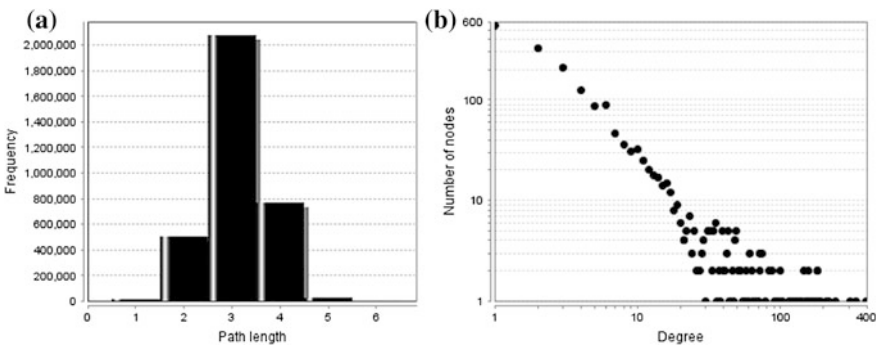 (a)
Frequency
2,000,000
1,800,000
1,600,000
1,400,000
1,200,000
1,000,000
800,000
600,000
400,000
200,000
0
0 1 2 3 4 5 6
Path length
(b)
Number of nodes
600
100
10
1
1 10 100 400
Degree